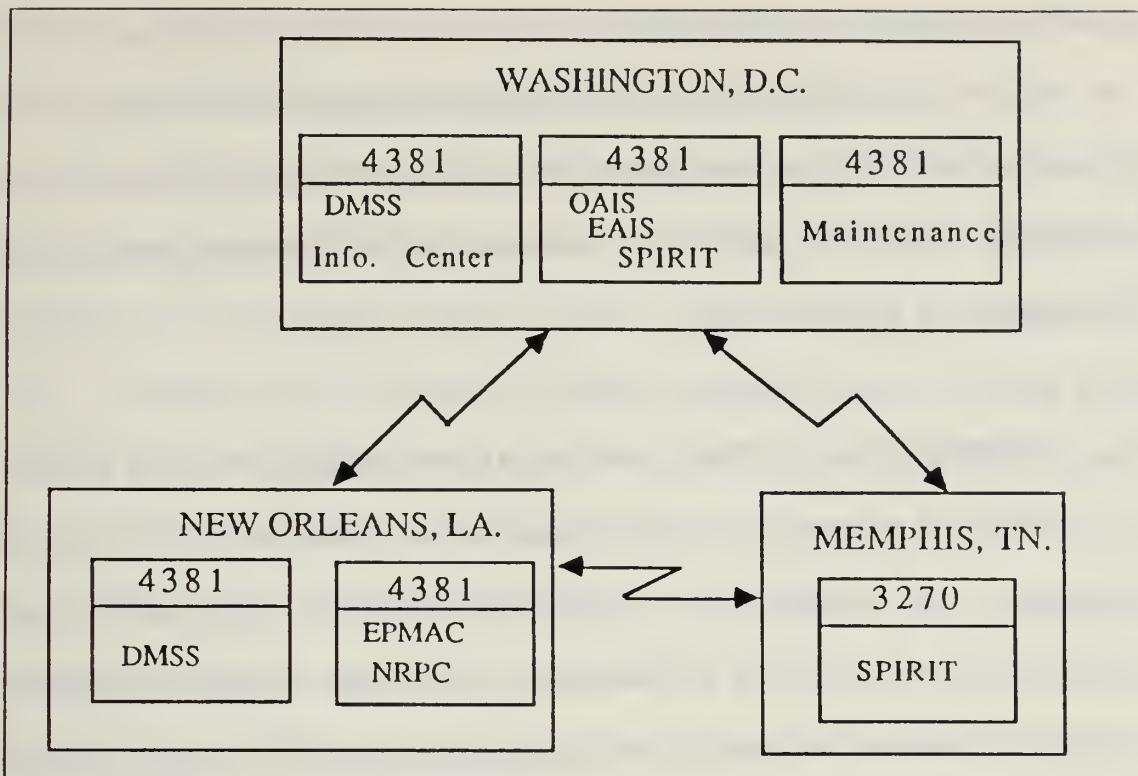 WASHINGTON, D.C.
4381
DMSS
Info. Center
4381
OAIS
EAIS
SPIRIT
4381
Maintenance
NEW ORLEANS, LA.
4381
DMSS
4381
EPMAC
NRPC
MEMPHIS, TN.
3270
SPIRIT